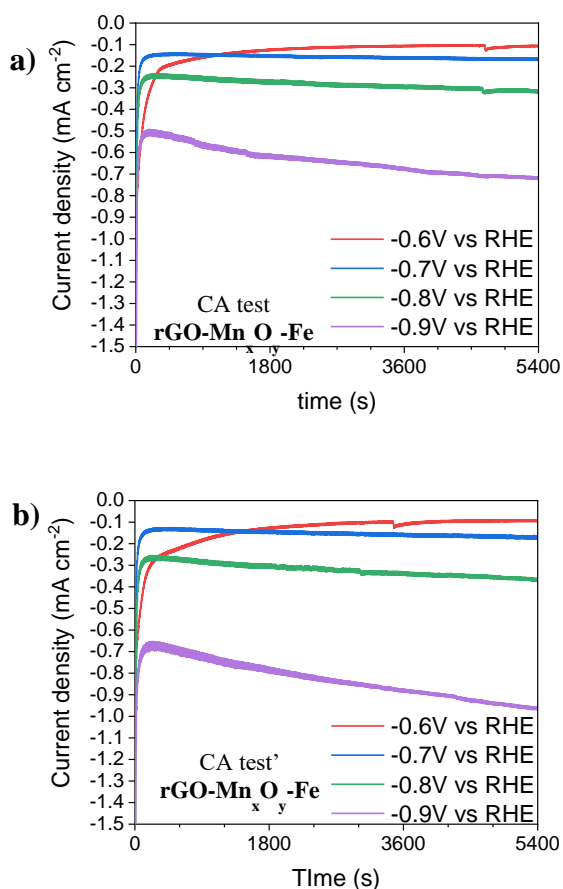 a)
Current density (mA cm-2)
0.0
-0.1
-0.2
-0.3
-0.4
-0.5
-0.6
-0.7
-0.8
-0.9
-1.0
-1.1
-1.2
-1.3
-1.4
-1.5
-0.6V vs RHE
-0.7V vs RHE
-0.8V vs RHE
-0.9V vs RHE
CA test
rGO-MnxOy-Fe
0 1800 3600 5400
time (s)
b)
Current density (mA cm-2)
0.0
-0.1
-0.2
-0.3
-0.4
-0.5
-0.6
-0.7
-0.8
-0.9
-1.0
-1.1
-1.2
-1.3
-1.4
-1.5
-0.6V vs RHE
-0.7V vs RHE
-0.8V vs RHE
-0.9V vs RHE
CA test'
rGO-MnxOy-Fe
0 1800 3600 5400
TIme (s)